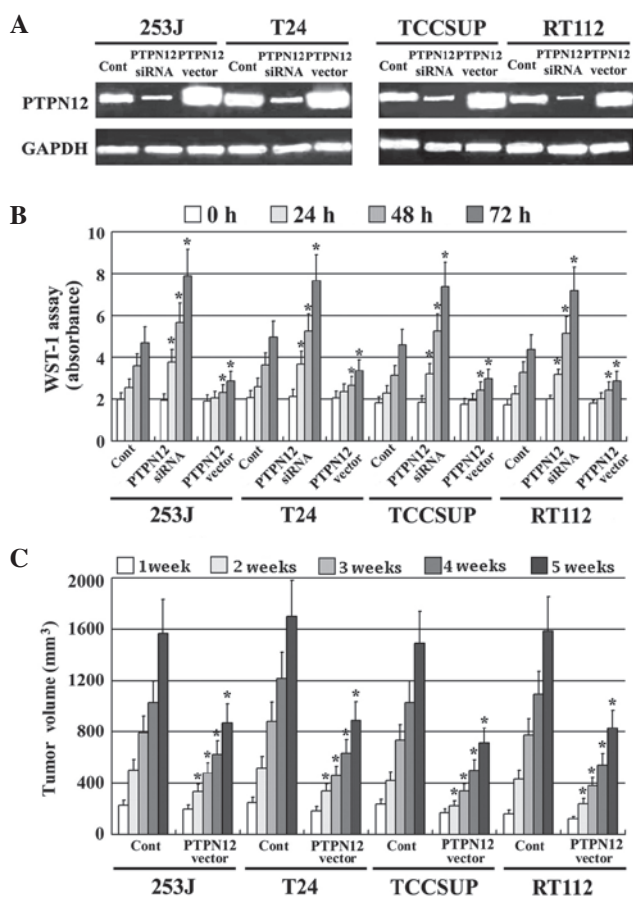 A
253J T24 TCCSUP RT112
Cont PTPN12 siRNA PTPN12 vector Cont PTPN12 siRNA PTPN12 vector Cont PTPN12 siRNA PTPN12 vector Cont PTPN12 siRNA PTPN12 vector
PTPN12
GAPDH
B
0 h 24 h 48 h 72 h
WST-1 assay
(absorbance)
10
8
6
4
2
0
Cont PTPN12 siRNA PTPN12 vector Cont PTPN12 siRNA PTPN12 vector Cont PTPN12 siRNA PTPN12 vector Cont PTPN12 siRNA PTPN12 vector
253J T24 TCCSUP RT112
C
1week 2 weeks 3 weeks 4 weeks 5 weeks
Tumor volume (mm³)
2000
1600
1200
800
400
0
Cont PTPN12 vector Cont PTPN12 vector Cont PTPN12 vector Cont PTPN12 vector
253J T24 TCCSUP RT112